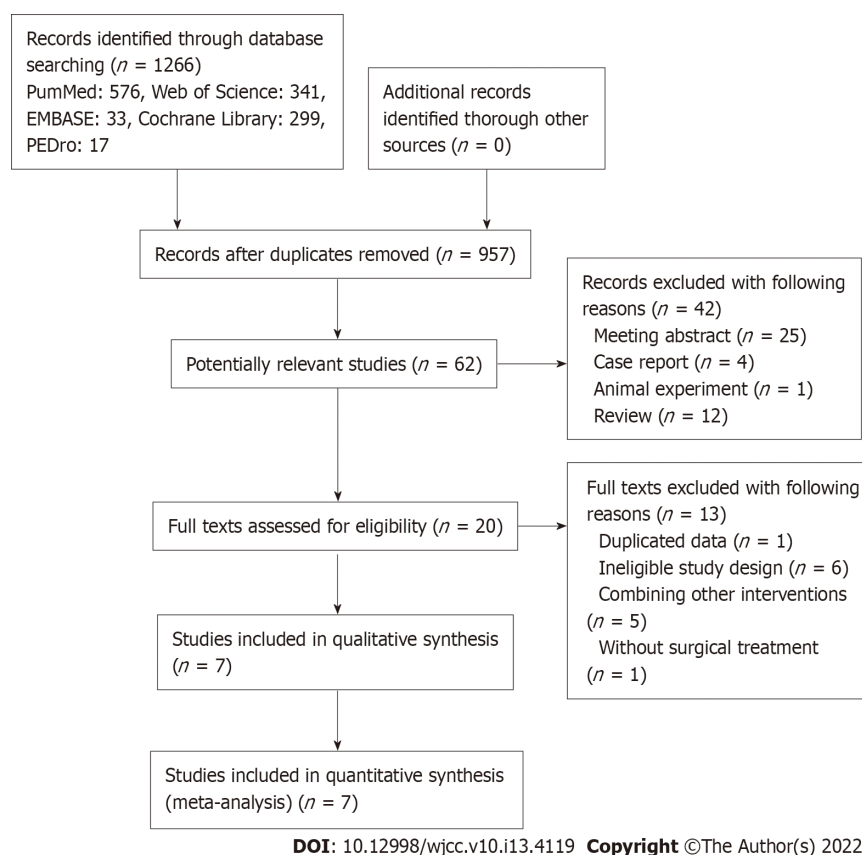 Records identified through database
searching (n = 1266)
PumMed: 576, Web of Science: 341,
EMBASE: 33, Cochrane Library: 299,
PEDro: 17
Additional records
identified thorough other
sources (n = 0)
Records after duplicates removed (n = 957)
Potentially relevant studies (n = 62)
Records excluded with following
reasons (n = 42)
Meeting abstract (n = 25)
Case report (n = 4)
Animal experiment (n = 1)
Review (n = 12)
Full texts assessed for eligibility (n = 20)
Full texts excluded with following
reasons (n = 13)
Duplicated data (n = 1)
Ineligible study design (n = 6)
Combining other interventions
(n = 5)
Without surgical treatment
(n = 1)
Studies included in qualitative synthesis
(n = 7)
Studies included in quantitative synthesis
(meta-analysis) (n = 7)
DOI: 10.12998/wjcc.v10.i13.4119 Copyright ©The Author(s) 2022